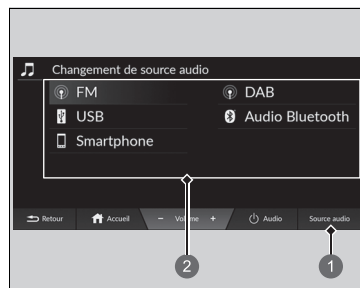 Changement de source audio
FM
DAB
USB
Audio Bluetooth
Smartphone
Retour
Accueil
- Volume +
Audio
Source audio
2
1